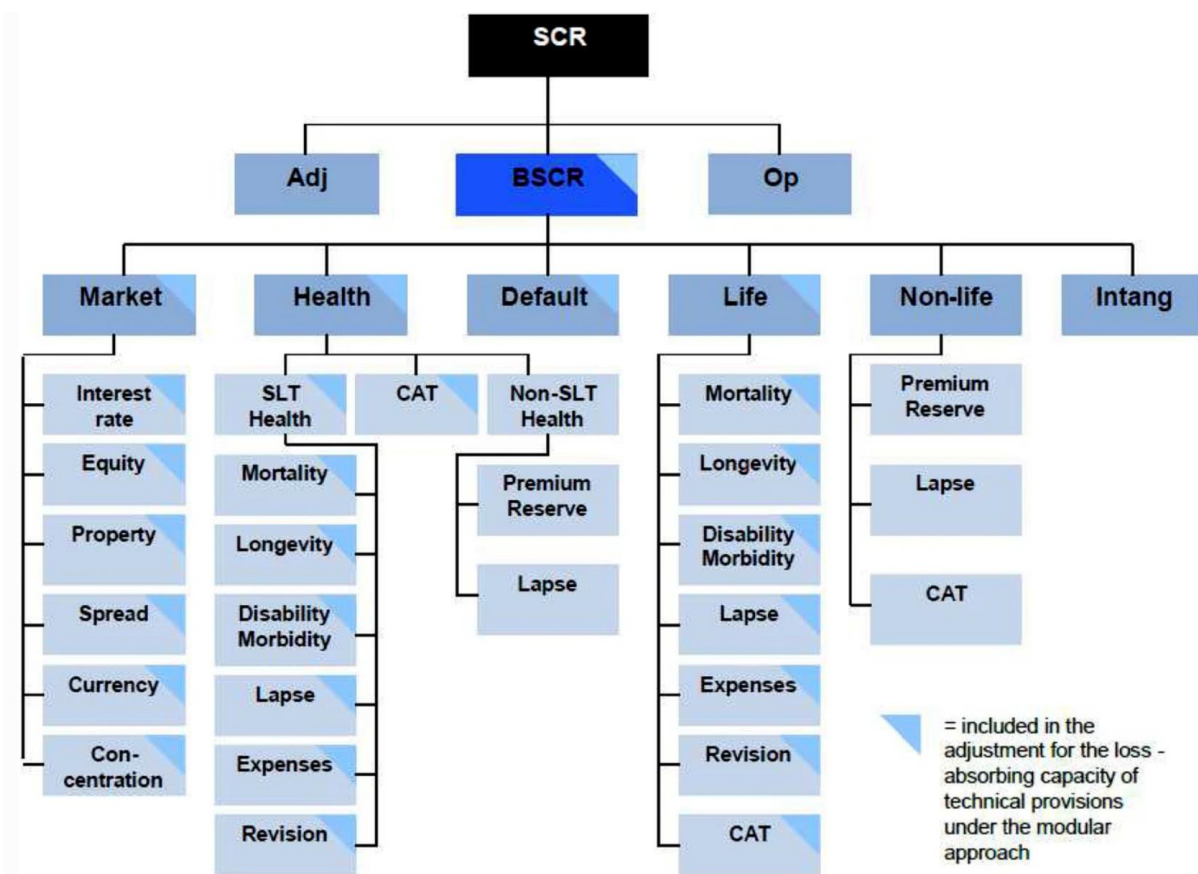 SCR
Adj
BSCR
Op
Market
Health
Default
Life
Non-life
Intang
Interest
rate
Equity
Property
Spread
Currency
Con-
centration
SLT
Health
CAT
Non-SLT
Health
Mortality
Longevity
Disability
Morbidity
Lapse
Expenses
Revision
Premium
Reserve
Lapse
Mortality
Longevity
Disability
Morbidity
Lapse
Expenses
Revision
CAT
Premium
Reserve
Lapse
CAT
= included in the
adjustment for the loss -
absorbing capacity of
technical provisions
under the modular
approach